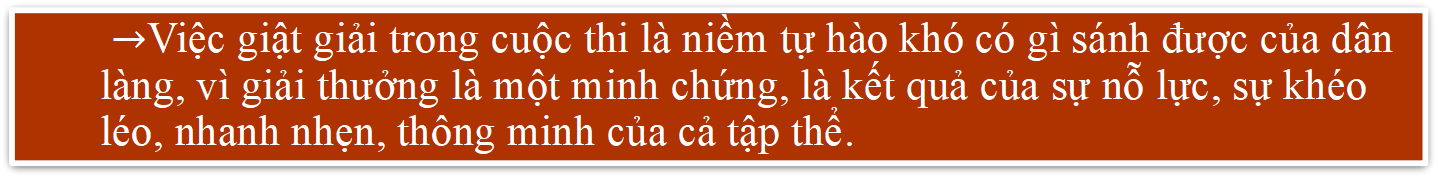 →Việc giật giải trong cuộc thi là niềm tự hào khó có gì sánh được của dân
làng, vì giải thưởng là một minh chứng, là kết quả của sự nỗ lực, sự khéo
léo, nhanh nhẹn, thông minh của cả tập thể.